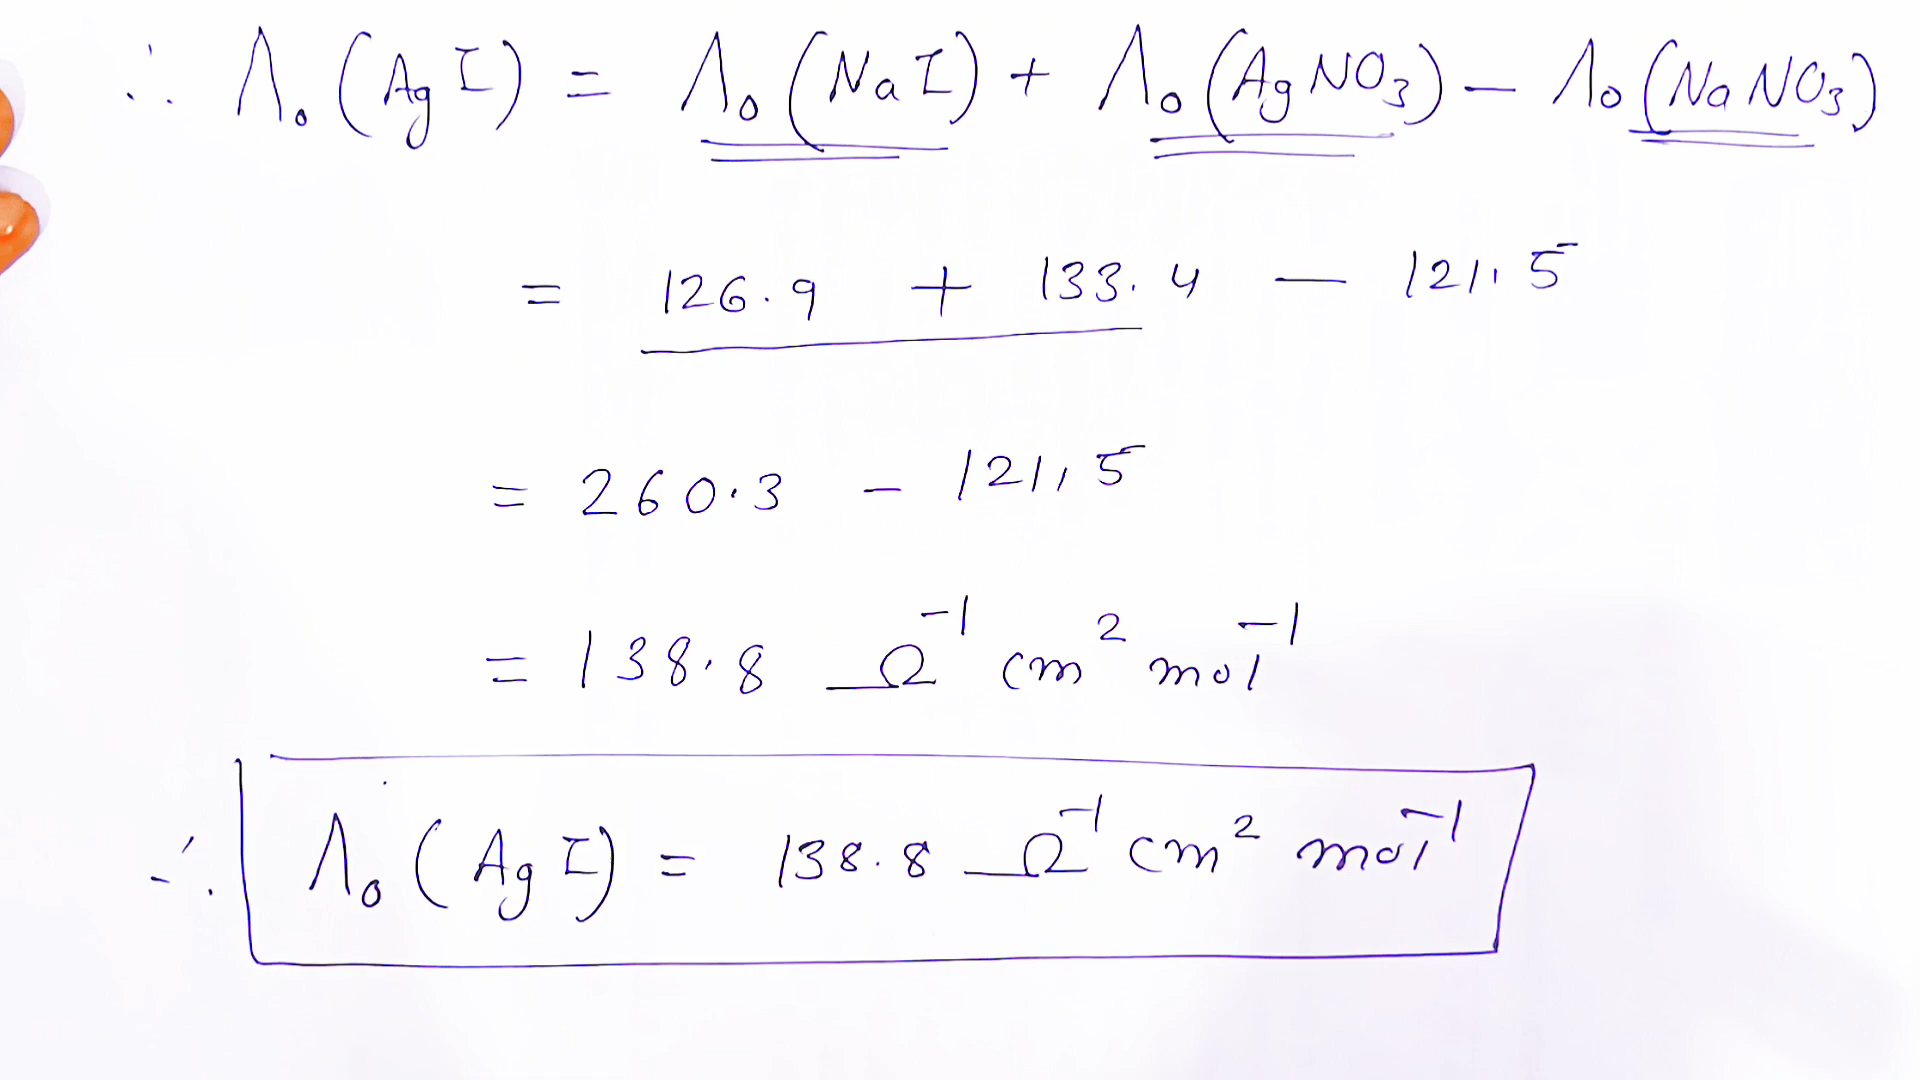 ∴ Λ₀ (AgI) = Λ₀ (NaI) + Λ₀ (AgNO₃) − Λ₀ (NaNO₃)
= 126.9 + 133.4 − 121.5
= 260.3 − 121.5
= 138.8 Ω⁻¹ cm² mol⁻¹
∴ Λ₀ (AgI) = 138.8 Ω⁻¹ cm² mol⁻¹